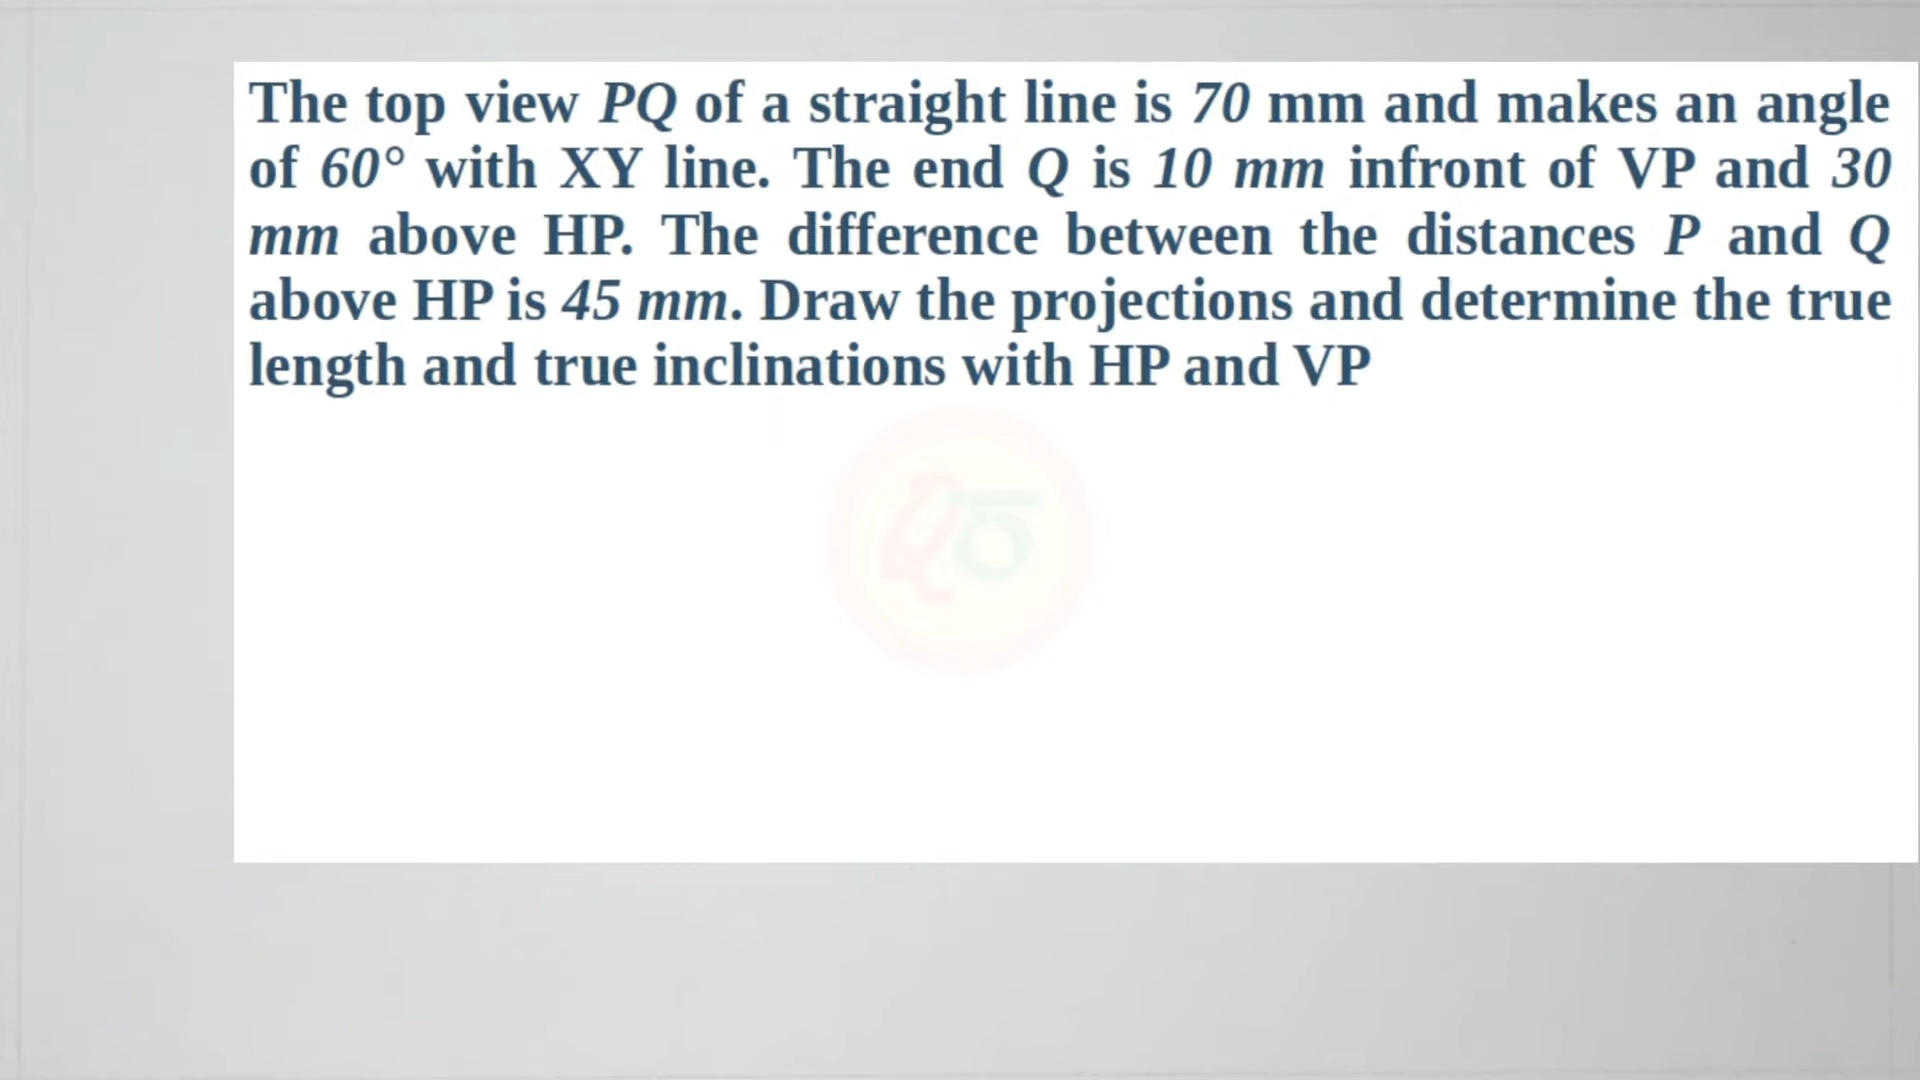 The top view PQ of a straight line is 70 mm and makes an angle
of 60° with XY line. The end Q is 10 mm infront of VP and 30
mm above HP. The difference between the distances P and Q
above HP is 45 mm. Draw the projections and determine the true
length and true inclinations with HP and VP